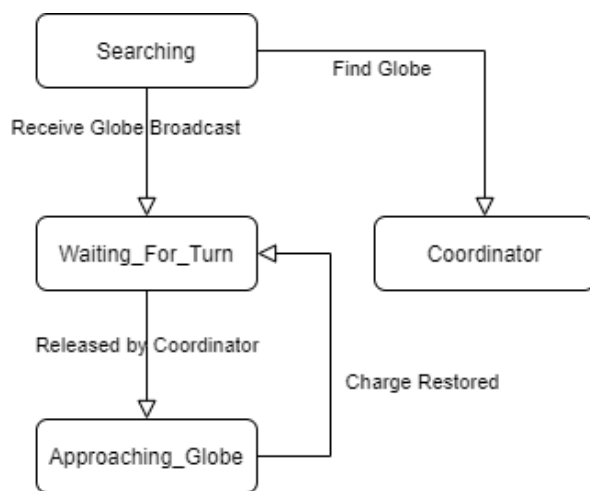 Searching
Find Globe
Receive Globe Broadcast
Waiting_For_Turn
Coordinator
Released by Coordinator
Charge Restored
Approaching_Globe